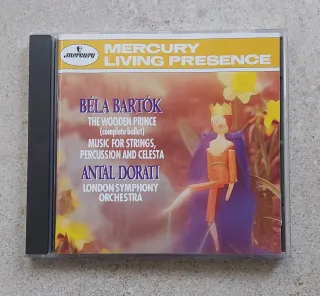 mercury
MERCURY
LIVING PRESENCE
BÉLA BARTÓK
THE WOODEN PRINCE
(complete ballet)
MUSIC FOR STRINGS,
PERCUSSION AND CELESTA
ANTAL DORATI
LONDON SYMPHONY
ORCHESTRA